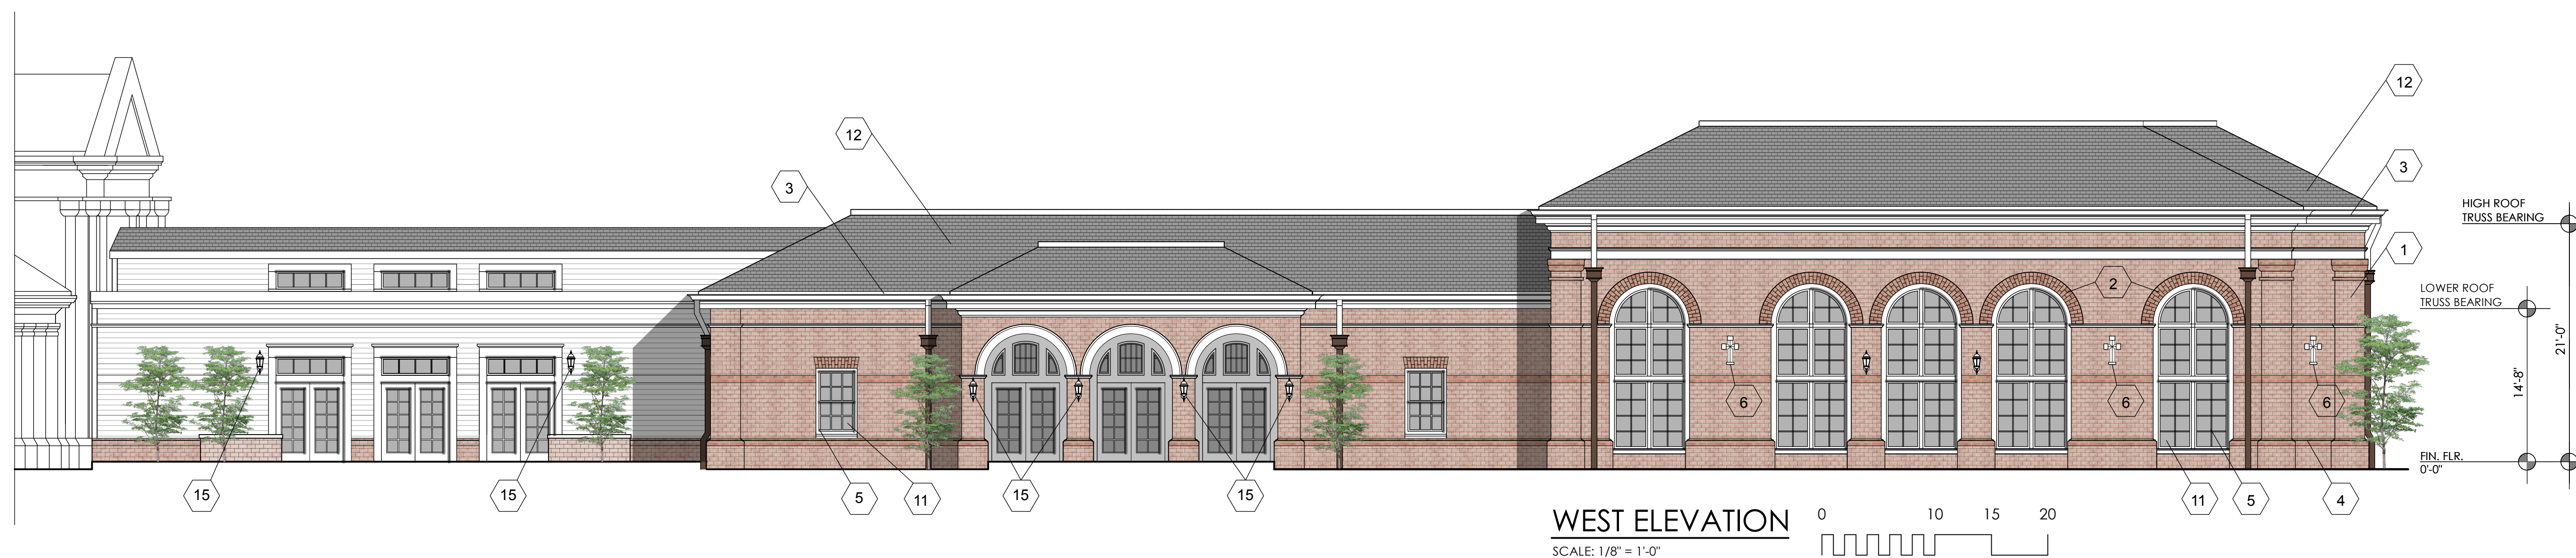 12
12
3
3
HIGH ROOF
TRUSS BEARING
1
2
LOWER ROOF
TRUSS BEARING
21'-0"
14'-8"
6
6
6
FIN. FLR.
0'-0"
15
15
5
11
15
15
11
5
4
WEST ELEVATION
0 10 15 20
SCALE: 1/8" = 1'-0"